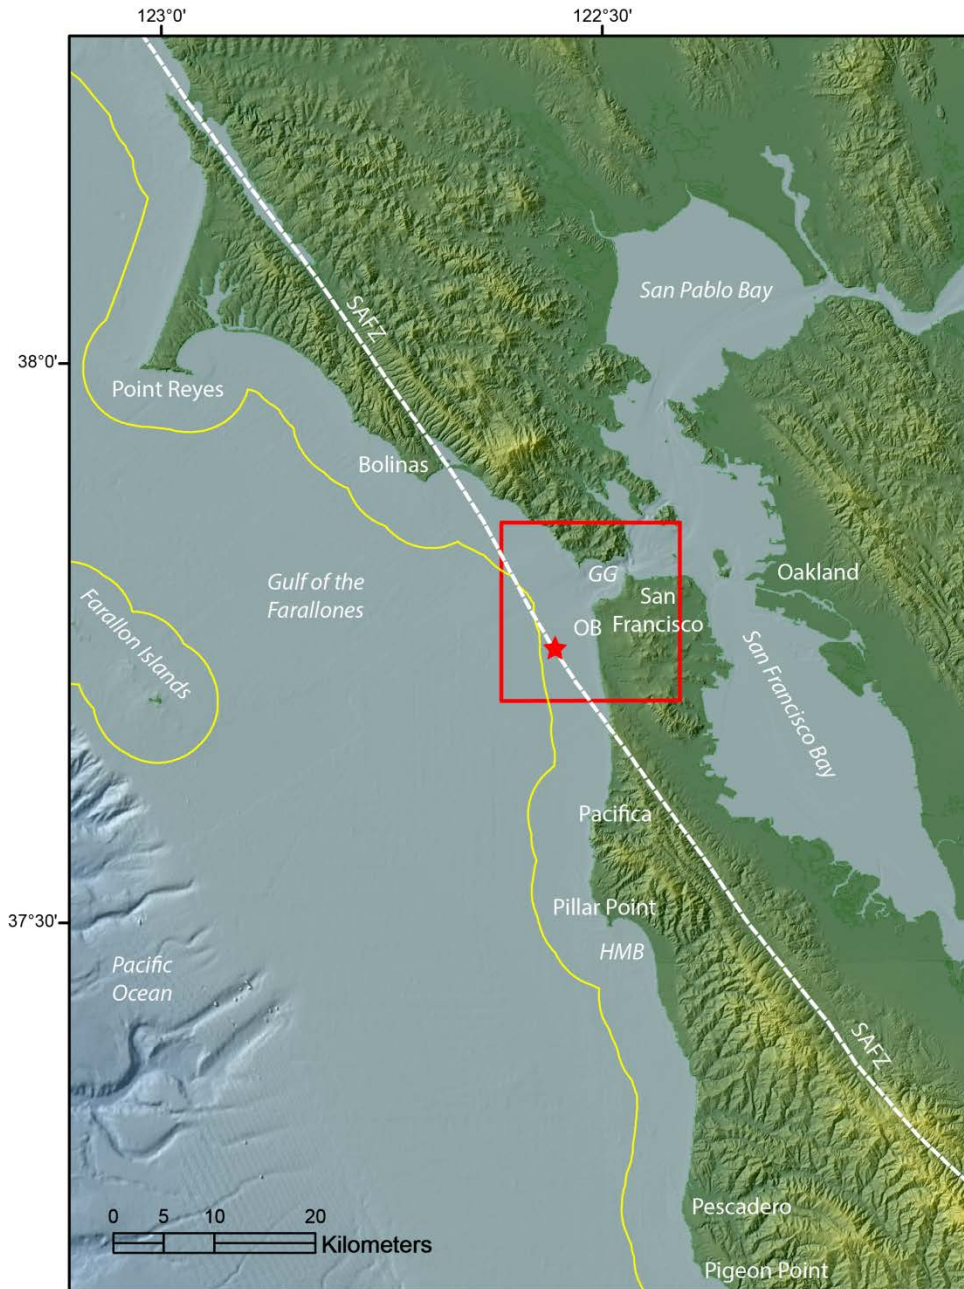 123°0'
122°30'
San Pablo Bay
SAFZ
38°0'
Point Reyes
Bolinas
Gulf of the
Farallones
GG
Oakland
San
Francisco
OB
Farallon Islands
San Francisco Bay
Pacifica
Pillar Point
37°30'
HMB
Pacific
Ocean
SAFZ
Pescadero
0 5 10 20
Kilometers
Pigeon Point